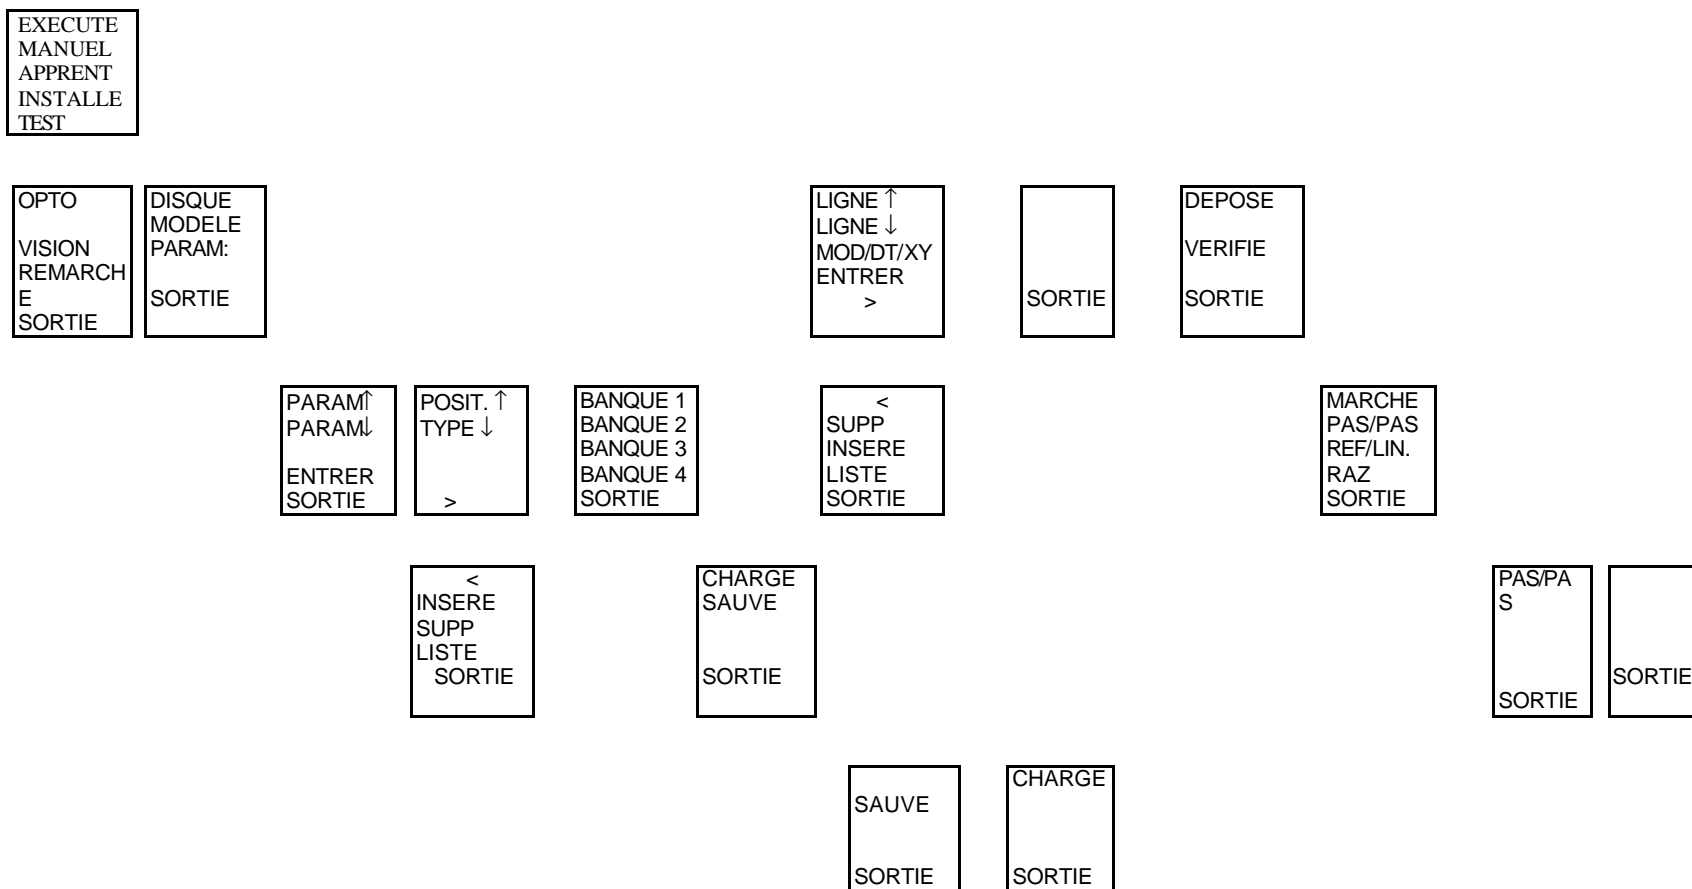 EXECUTE
MANUEL
APPRENT
INSTALLE
TEST
OPTO
VISION
REMARCH
E
SORTIE
DISQUE
MODELE
PARAM:
SORTIE
LIGNE ↑
LIGNE ↓
MOD/DT/XY
ENTRER
>
SORTIE
DEPOSE
VERIFIE
SORTIE
PARAM↑
PARAM↓
ENTRER
SORTIE
POSIT. ↑
TYPE ↓
>
BANQUE 1
BANQUE 2
BANQUE 3
BANQUE 4
SORTIE
<
SUPP
INSERE
LISTE
SORTIE
MARCHE
PAS/PAS
REF/LIN.
RAZ
SORTIE
<
INSERE
SUPP
LISTE
SORTIE
CHARGE
SAUVE
SORTIE
PAS/PA
S
SORTIE
SORTIE
SAUVE
SORTIE
CHARGE
SORTIE